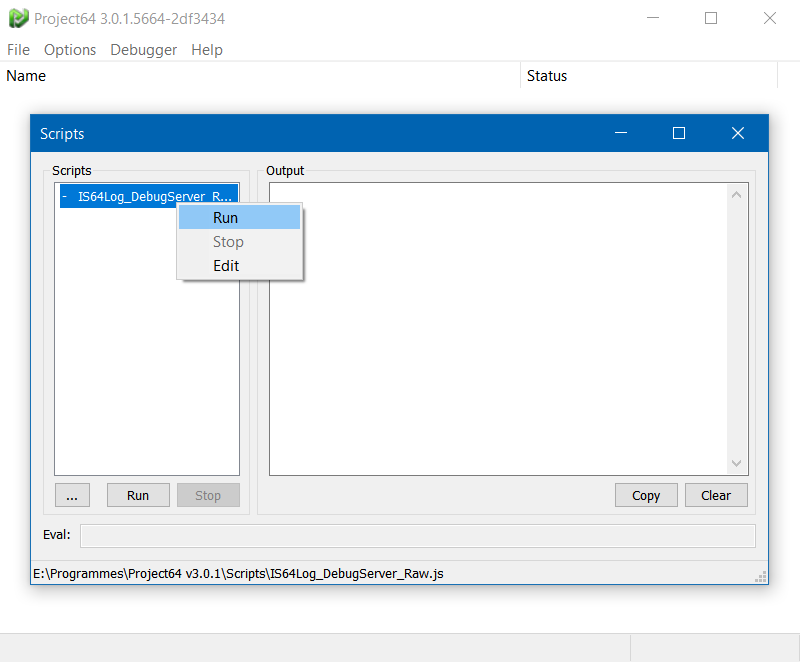 Project64 3.0.1.5664-2df3434
File Options Debugger Help
Name Status
Scripts
Scripts Output
- IS64Log_DebugServer_R...
Run
Stop
Edit
... Run Stop Copy Clear
Eval:
E:\Programmes\Project64 v3.0.1\Scripts\IS64Log_DebugServer_Raw.js